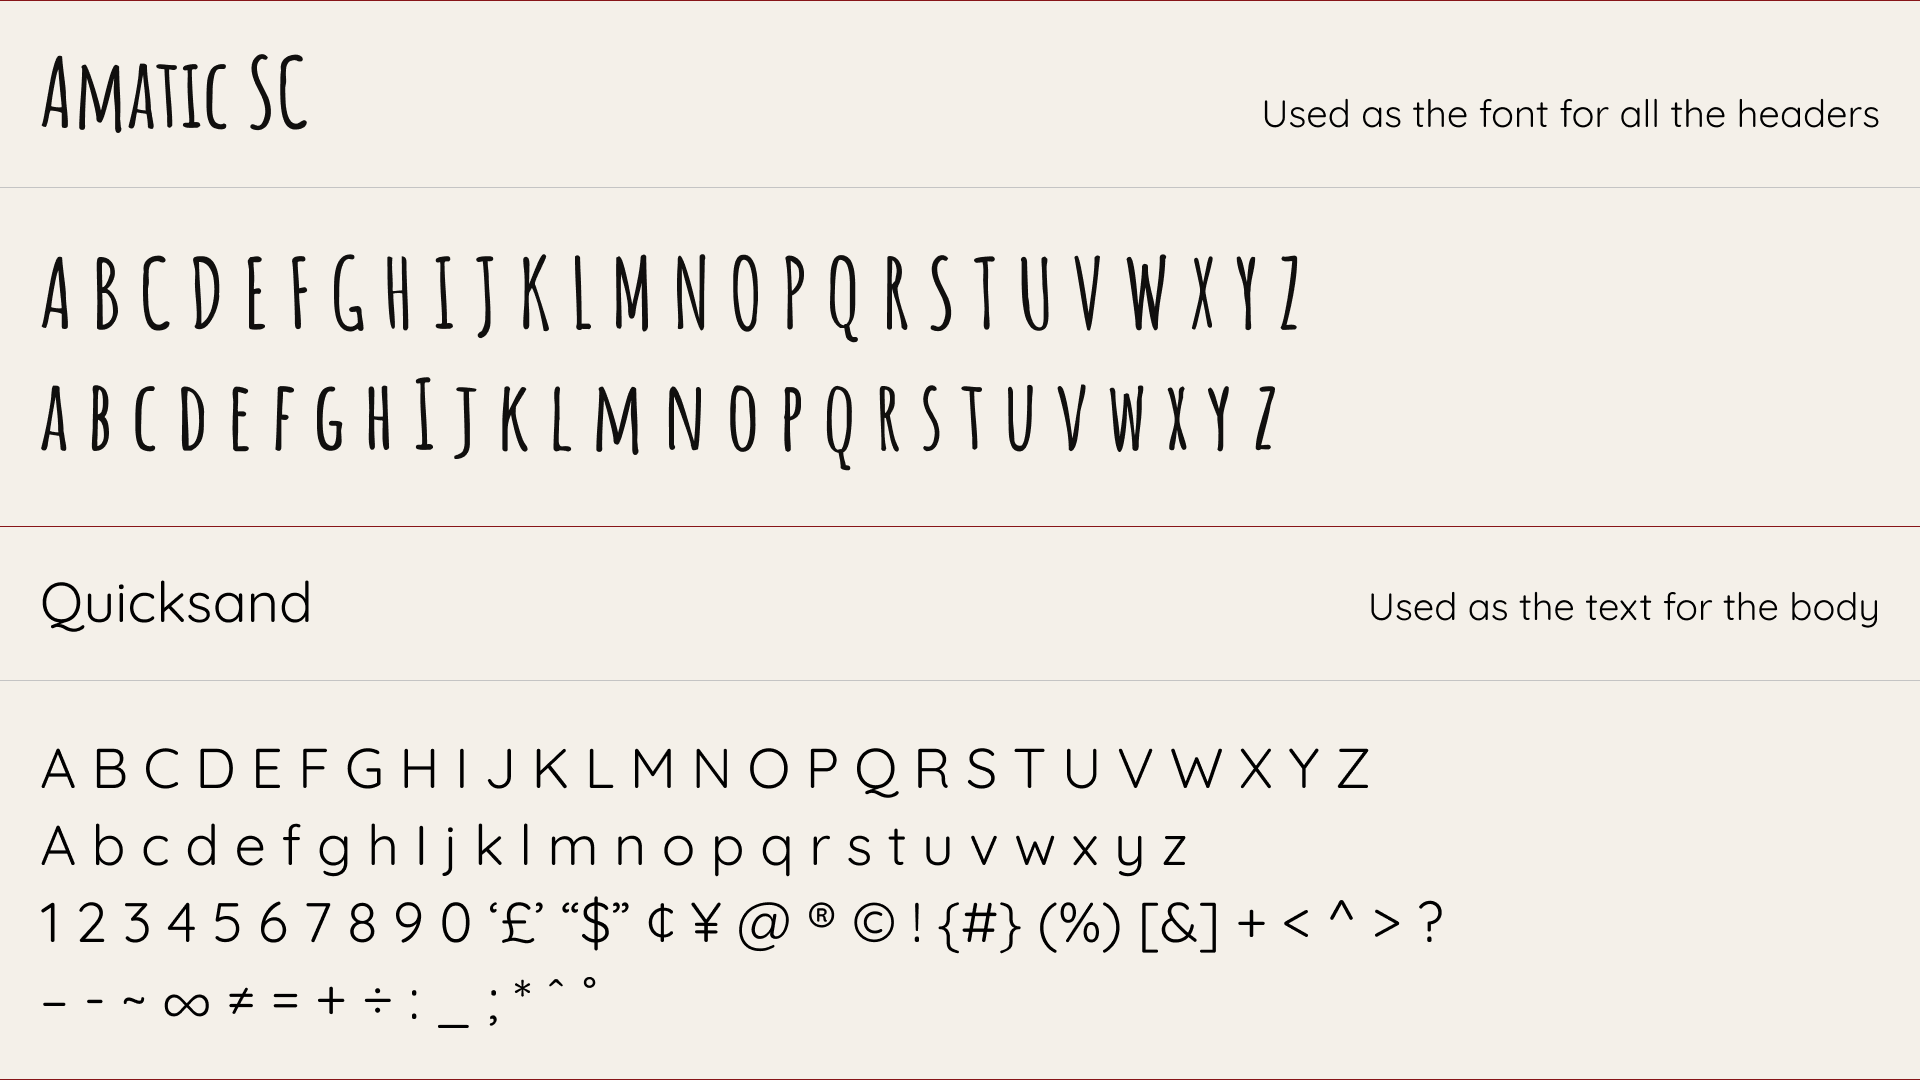 Amatic SC
Used as the font for all the headers
A B C D E F G H I J K L M N O P Q R S T U V W X Y Z
a b c d e f g h I j k l m n o p q r s t u v w x y z
Quicksand
Used as the text for the body
A B C D E F G H I J K L M N O P Q R S T U V W X Y Z
A b c d e f g h I j k l m n o p q r s t u v w x y z
1 2 3 4 5 6 7 8 9 0 ‘£’ “$” ¢ ¥ @ ® © ! {#} (%) [&] + < ^ > ?
– - ~ ∞ ≠ = + ÷ : _ ; * ˆ °